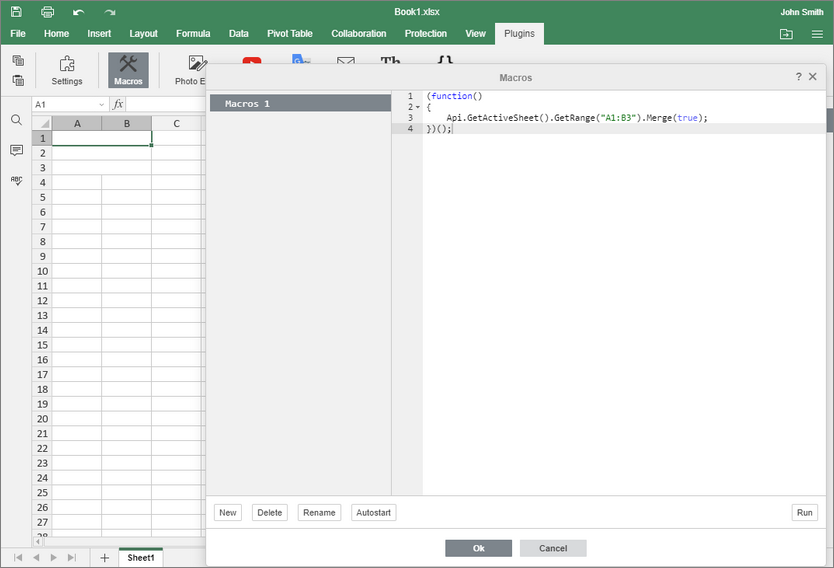 Book1.xlsx
John Smith
File Home Insert Layout Formula Data Pivot Table Collaboration Protection View Plugins
Settings Macros Photo E Th {}
Macros ?
A1 fx
Macros 1
1 (function()
2 {
3 Api.GetActiveSheet().GetRange("A1:B3").Merge(true);
4 })();
ABC
A B C
1
2
3
4
5
6
7
8
9
10
11
12
13
14
15
16
17
18
19
20
21
22
23
24
25
26
27
28
New Delete Rename Autostart Run
Ok Cancel
Sheet1